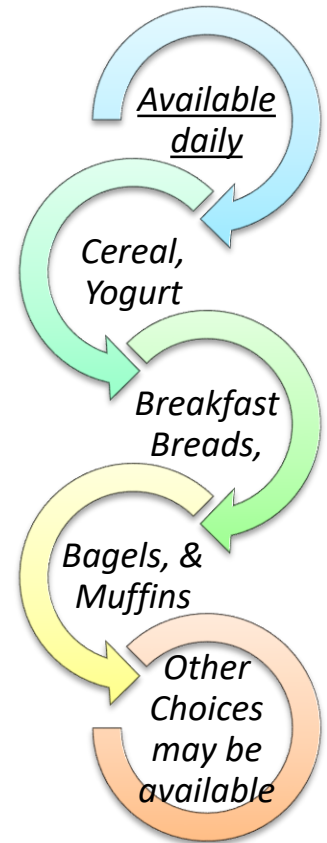 Available
daily
Cereal,
Yogurt
Breakfast
Breads,
Bagels, &
Muffins
Other
Choices
may be
available